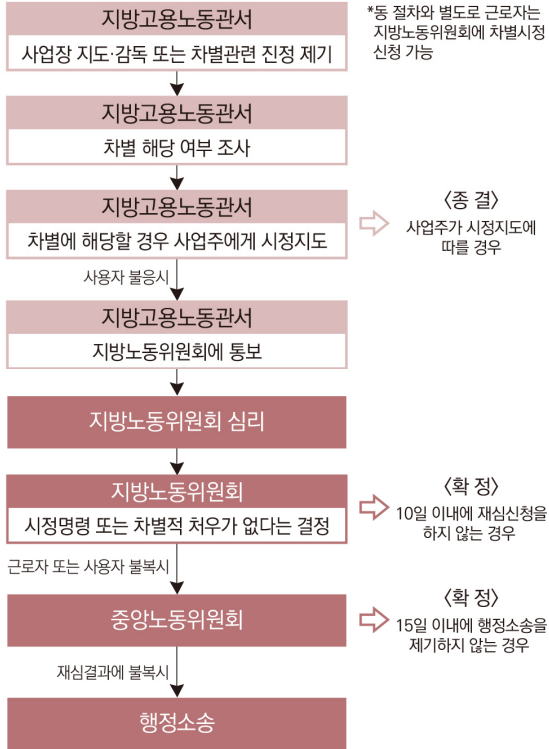 지방고용노동관서
사업장 지도·감독 또는 차별관련 진정 제기
*동 절차와 별도로 근로자는
지방노동위원회에 차별시정
신청 가능
지방고용노동관서
차별 해당 여부 조사
지방고용노동관서
차별에 해당할 경우 사업주에게 시정지도
〈종 결〉
사업주가 시정지도에
따를 경우
사용자 불응시
지방고용노동관서
지방노동위원회에 통보
지방노동위원회 심리
지방노동위원회
시정명령 또는 차별적 처우가 없다는 결정
〈확 정〉
10일 이내에 재심신청을
하지 않는 경우
근로자 또는 사용자 불복시
중앙노동위원회
〈확 정〉
15일 이내에 행정소송을
제기하지 않는 경우
재심결과에 불복시
행정소송